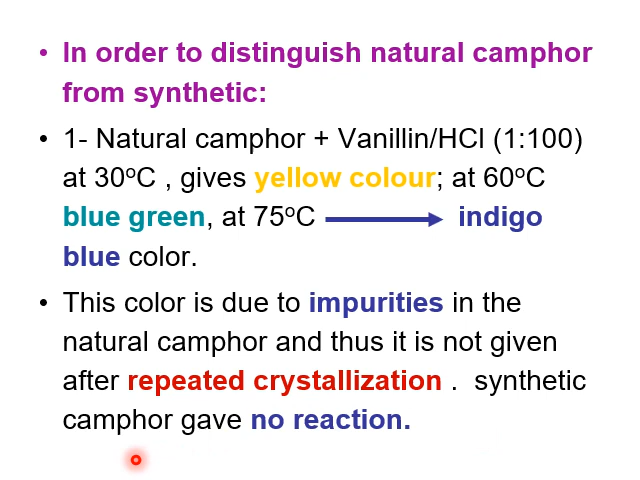 • In order to distinguish natural camphor
from synthetic:
• 1- Natural camphor + Vanillin/HCl (1:100)
at 30ºC , gives yellow colour; at 60ºC
blue green, at 75ºC ⟶ indigo
blue color.
• This color is due to impurities in the
natural camphor and thus it is not given
after repeated crystallization . synthetic
camphor gave no reaction.